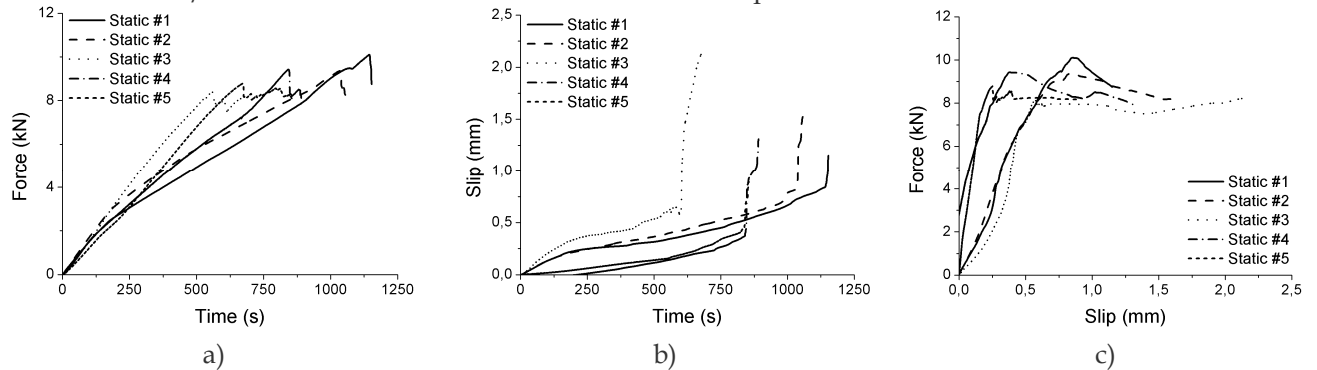 12
8
4
0
Force (kN)
Static #1
Static #2
Static #3
Static #4
Static #5
0 250 500 750 1000 1250
Time (s)
a)
2,5
2,0
1,5
1,0
0,5
0,0
Slip (mm)
Static #1
Static #2
Static #3
Static #4
Static #5
0 250 500 750 1000 1250
Time (s)
b)
12
10
8
6
4
2
0
Force (kN)
Static #1
Static #2
Static #3
Static #4
Static #5
0,0 0,5 1,0 1,5 2,0 2,5
Slip (mm)
c)